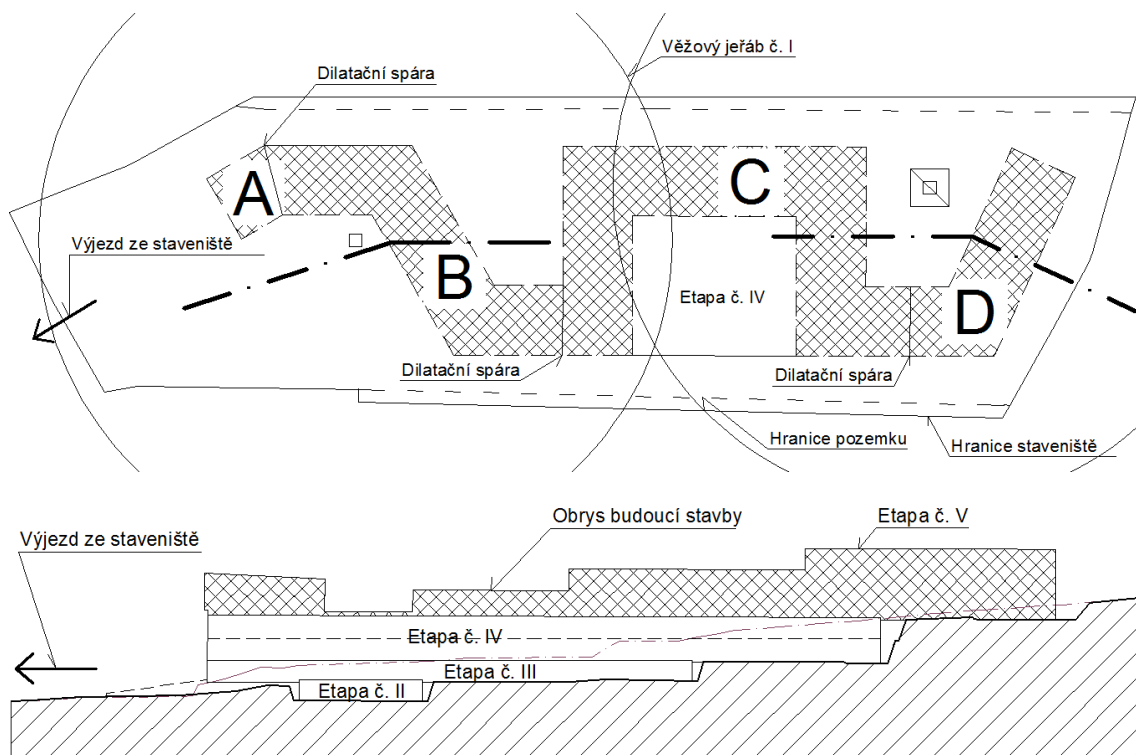 Věžový jeřáb č. I
Dilatační spára
A
C
Výjezd ze staveniště
B
Etapa č. IV
D
Dilatační spára
Dilatační spára
Hranice pozemku
Hranice staveniště
Obrys budoucí stavby
Etapa č. V
Výjezd ze staveniště
Etapa č. IV
Etapa č. III
Etapa č. II